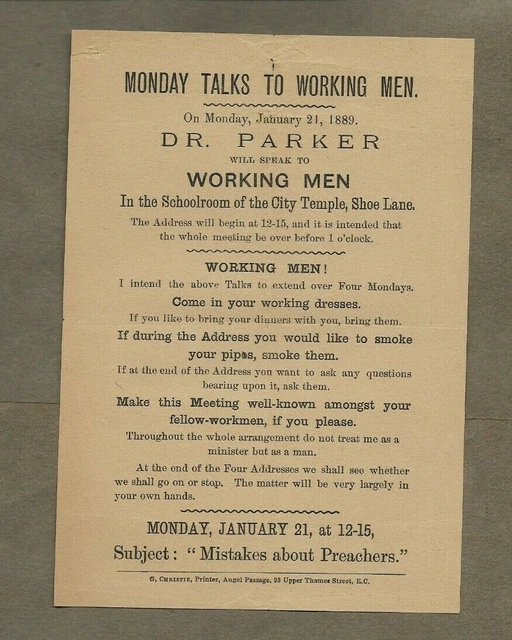 MONDAY TALKS TO WORKING MEN.
On Monday, January 21, 1889.
DR. PARKER
WILL SPEAK TO
WORKING MEN
In the Schoolroom of the City Temple, Shoe Lane.
The Address will begin at 12-15, and it is intended that
the whole meeting be over before 1 o'clock.
WORKING MEN!
I intend the above Talks to extend over Four Mondays.
Come in your working dresses.
If you like to bring your dinners with you, bring them.
If during the Address you would like to smoke
your pipes, smoke them.
If at the end of the Address you want to ask any questions
bearing upon it, ask them.
Make this Meeting well-known amongst your
fellow-workmen, if you please.
Throughout the whole arrangement do not treat me as a
minister but as a man.
At the end of the Four Addresses we shall see whether
we shall go on or stop. The matter will be very largely in
your own hands.
MONDAY, JANUARY 21, at 12-15,
Subject: "Mistakes about Preachers."
G. CHRISTIE, Printer, Angel Passage, 93 Upper Thames Street, E.C.